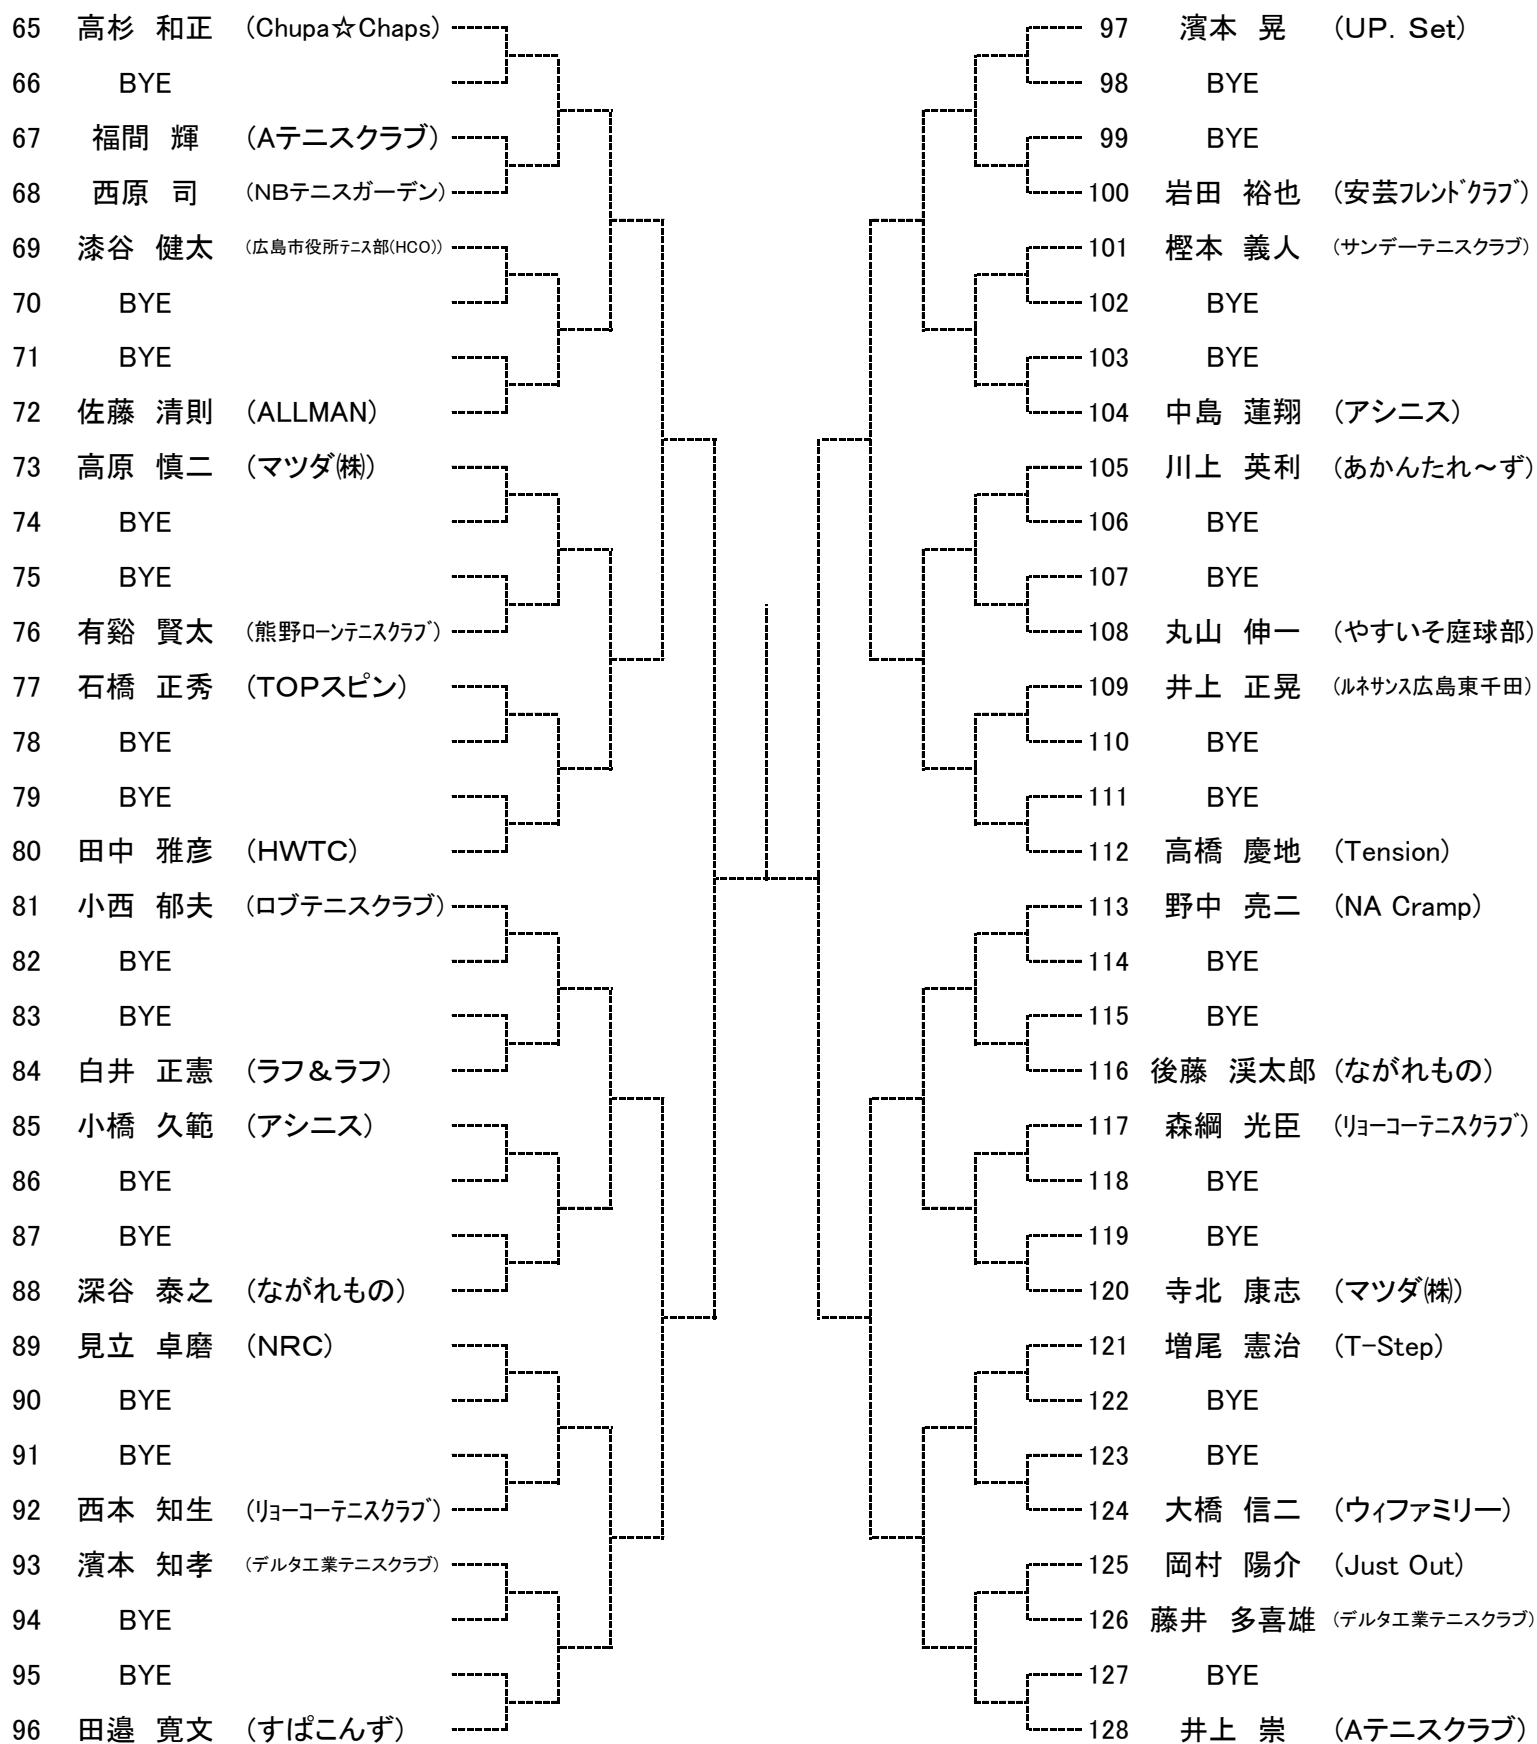 65 高杉 和正 (Chupa☆Chaps)
66 BYE
67 福間 輝 (Aテニスクラブ)
68 西原 司 (NBテニスガーデン)
69 漆谷 健太 (広島市役所テニス部(HCO))
70 BYE
71 BYE
72 佐藤 清則 (ALLMAN)
73 高原 慎二 (マツダ㈱)
74 BYE
75 BYE
76 有谿 賢太 (熊野ローンテニスクラブ)
77 石橋 正秀 (TOPスピン)
78 BYE
79 BYE
80 田中 雅彦 (HWTC)
81 小西 郁夫 (ロブテニスクラブ)
82 BYE
83 BYE
84 白井 正憲 (ラフ&ラフ)
85 小橋 久範 (アシニス)
86 BYE
87 BYE
88 深谷 泰之 (ながれもの)
89 見立 卓磨 (NRC)
90 BYE
91 BYE
92 西本 知生 (リョーコーテニスクラブ)
93 濱本 知孝 (デルタ工業テニスクラブ)
94 BYE
95 BYE
96 田邉 寛文 (すぱこんず)
97 濱本 晃 (UP. Set)
98 BYE
99 BYE
100 岩田 裕也 (安芸フレンドクラブ)
101 樫本 義人 (サンデーテニスクラブ)
102 BYE
103 BYE
104 中島 蓮翔 (アシニス)
105 川上 英利 (あかんたれ～ず)
106 BYE
107 BYE
108 丸山 伸一 (やすいそ庭球部)
109 井上 正晃 (ルネサンス広島東千田)
110 BYE
111 BYE
112 高橋 慶地 (Tension)
113 野中 亮二 (NA Cramp)
114 BYE
115 BYE
116 後藤 渓太郎 (ながれもの)
117 森綱 光臣 (リョーコーテニスクラブ)
118 BYE
119 BYE
120 寺北 康志 (マツダ㈱)
121 増尾 憲治 (T-Step)
122 BYE
123 BYE
124 大橋 信二 (ウィファミリー)
125 岡村 陽介 (Just Out)
126 藤井 多喜雄 (デルタ工業テニスクラブ)
127 BYE
128 井上 崇 (Aテニスクラブ)